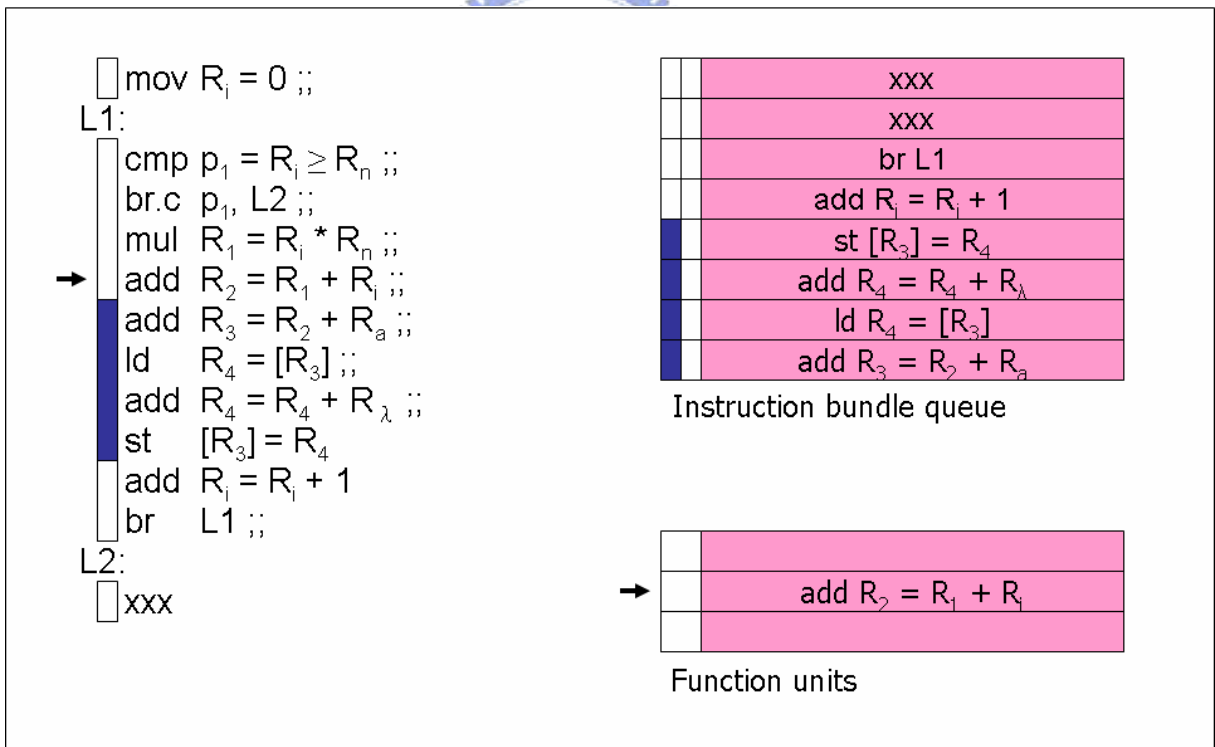 mov Rᵢ = 0 ;;
L1:
cmp p₁ = Rᵢ ≥ Rₙ ;;
br.c p₁, L2 ;;
mul R₁ = Rᵢ * Rₙ ;;
add R₂ = R₁ + Rᵢ ;;
add R₃ = R₂ + Rₐ ;;
ld R₄ = [R₃] ;;
add R₄ = R₄ + R_λ ;;
st [R₃] = R₄
add Rᵢ = Rᵢ + 1
br L1 ;;
L2:
xxx
xxx
xxx
br L1
add Rᵢ = Rᵢ + 1
st [R₃] = R₄
add R₄ = R₄ + R_λ
ld R₄ = [R₃]
add R₃ = R₂ + Rₐ
Instruction bundle queue
add R₂ = R₁ + Rᵢ
Function units